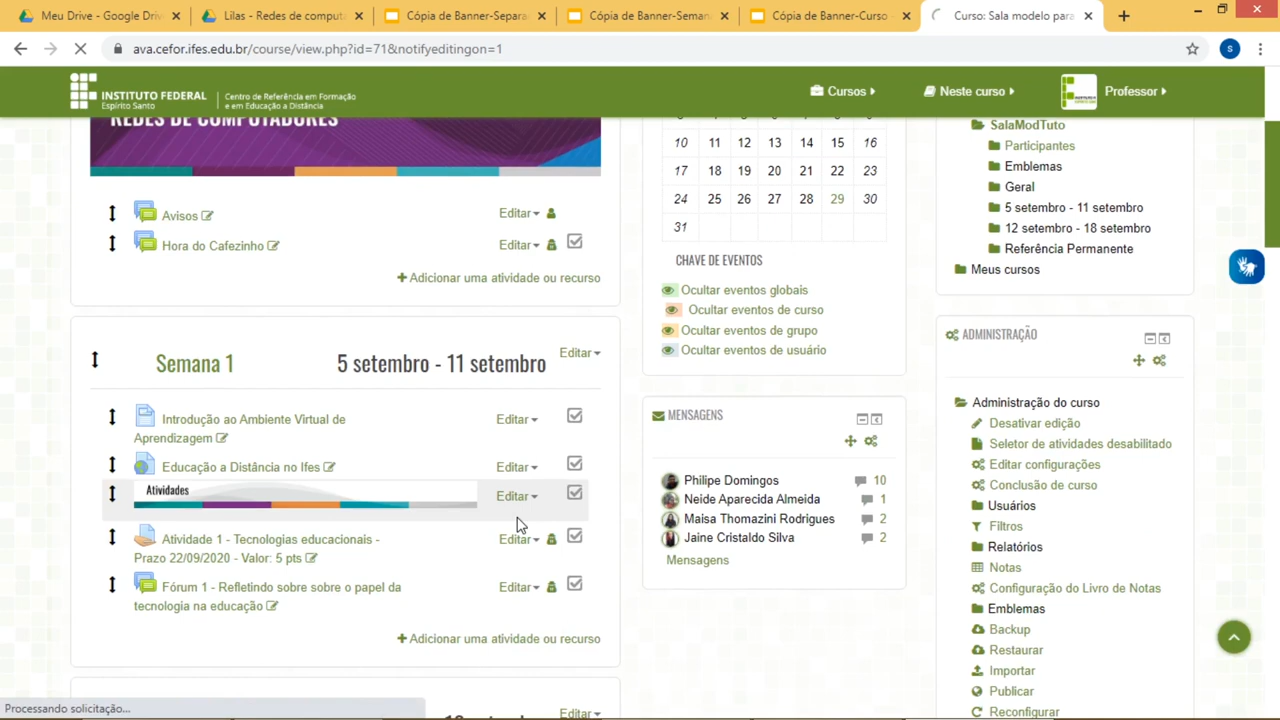 Meu Drive - Google Driv
Lilas - Redes de computa
Cópia de Banner-Separa
Cópia de Banner-Seman
Cópia de Banner-Curso -
Curso: Sala modelo para
ava.cefor.ifes.edu.br/course/view.php?id=71&notifyeditingon=1
S
INSTITUTO FEDERAL
Espírito Santo
Centro de Referência em Formação
e em Educação a Distância
Cursos
Neste curso
Professor
REDES DE COMPUTADORES
Avisos
Editar
Hora do Cafezinho
Editar
Adicionar uma atividade ou recurso
Semana 1
5 setembro - 11 setembro
Editar
Introdução ao Ambiente Virtual de
Aprendizagem
Editar
Educação a Distância no Ifes
Editar
Atividades
Editar
Atividade 1 - Tecnologias educacionais -
Prazo 22/09/2020 - Valor: 5 pts
Editar
Fórum 1 - Refletindo sobre sobre o papel da
tecnologia na educação
Editar
Adicionar uma atividade ou recurso
Editar
10 11 12 13 14 15 16
17 18 19 20 21 22 23
24 25 26 27 28 29 30
31
CHAVE DE EVENTOS
Ocultar eventos globais
Ocultar eventos de curso
Ocultar eventos de grupo
Ocultar eventos de usuário
MENSAGENS
Philipe Domingos 10
Neide Aparecida Almeida 1
Maisa Thomazini Rodrigues 2
Jaine Cristaldo Silva 2
Mensagens
SalaModTuto
Participantes
Emblemas
Geral
5 setembro - 11 setembro
12 setembro - 18 setembro
Referência Permanente
Meus cursos
ADMINISTRAÇÃO
Administração do curso
Desativar edição
Seletor de atividades desabilitado
Editar configurações
Conclusão de curso
Usuários
Filtros
Relatórios
Notas
Configuração do Livro de Notas
Emblemas
Backup
Restaurar
Importar
Publicar
Reconfigurar
Processando solicitação...